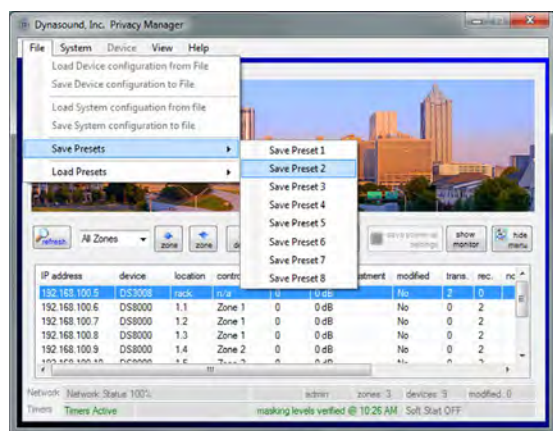 Dynasound, Inc. Privacy Manager
File System Device View Help
Load Device configuration from File
Save Device configuration to File
Load System configuation from file
Save System configuration to file
Save Presets
Load Presets
Save Preset 1
Save Preset 2
Save Preset 3
Save Preset 4
Save Preset 5
Save Preset 6
Save Preset 7
Save Preset 8
refresh All Zones zone zone show monitor hide menu
IP address device location contro tment modified trans. rec.
192.168.100.5 DS3008 rack n/a 0 0 dB No 2 0
192.168.100.6 DS8000 1.1 Zone 1 0 0 dB No 0 2
192.168.100.7 DS8000 1.2 Zone 1 0 0 dB No 0 2
192.168.100.8 DS8000 1.3 Zone 1 0 0 dB No 0 2
192.168.100.9 DS8000 1.4 Zone 2 0 0 dB No 0 2
Network Network Status 100% admin zones: 3 devices: 9 modified: 0
Timers Timers Active masking levels verified @ 10:26 AM Soft Start OFF